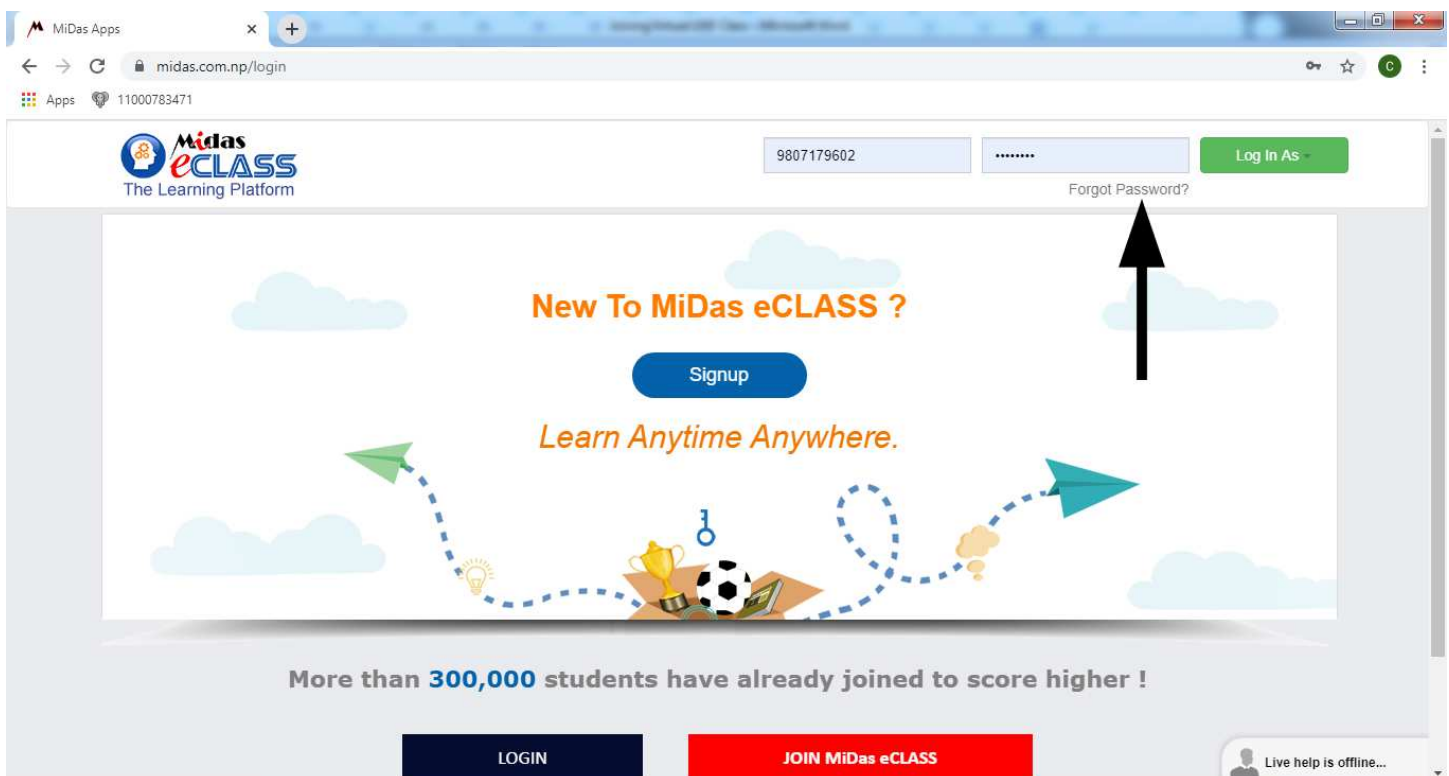 MiDas Apps
midas.com.np/login
C
Apps
11000783471
Midas
eCLASS
The Learning Platform
9807179602
Log In As
Forgot Password?
New To MiDas eCLASS ?
Signup
Learn Anytime Anywhere.
More than 300,000 students have already joined to score higher !
LOGIN
JOIN MiDas eCLASS
Live help is offline...